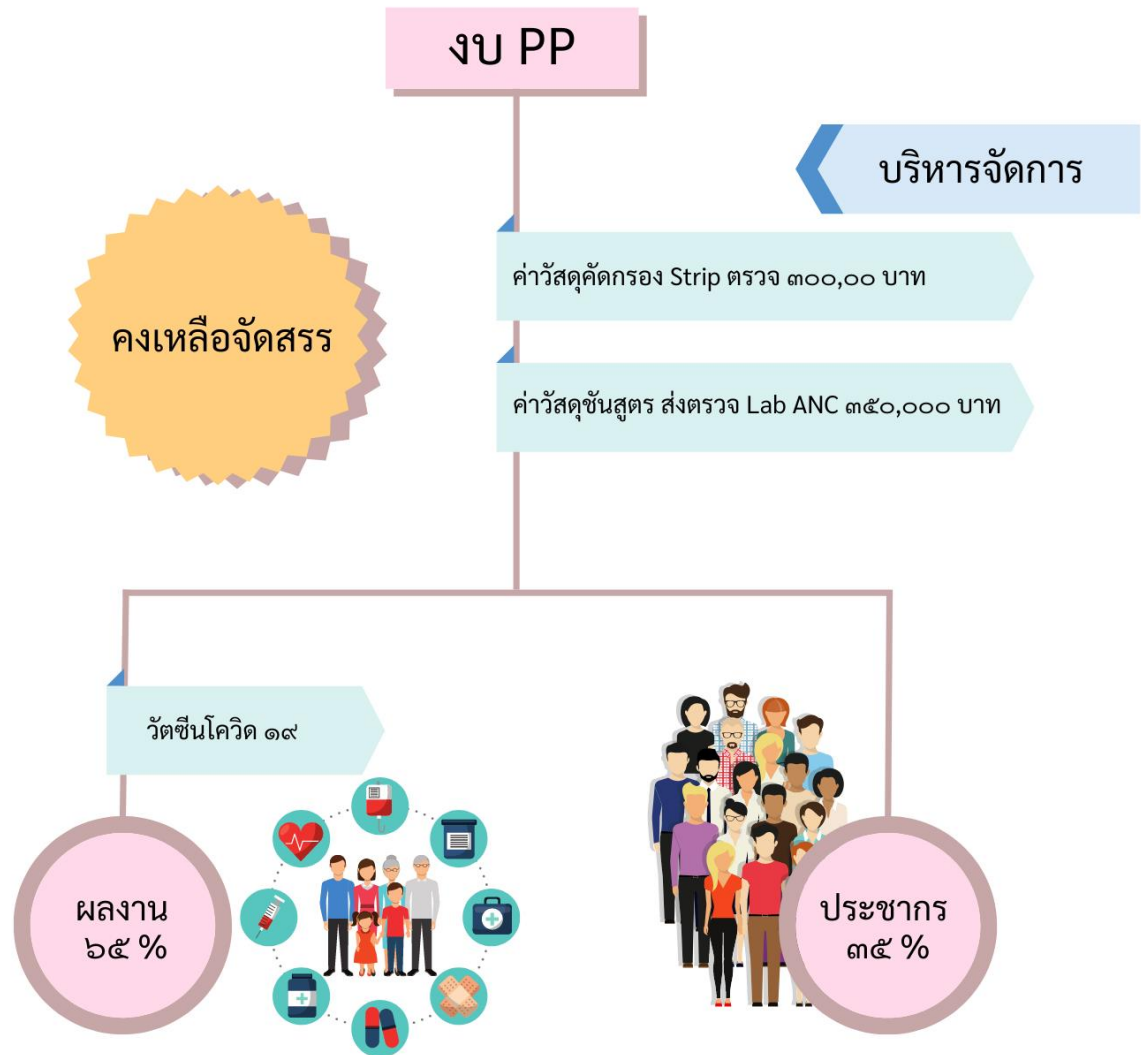 งบ PP
บริหารจัดการ
ค่าวัสดุคัดกรอง Strip ตรวจ ๓๐๐,๐๐ บาท
คงเหลือจัดสรร
ค่าวัสดุชันสูตร ส่งตรวจ Lab ANC ๓๕๐,๐๐๐ บาท
วัตซีนโควิด ๑๙
ผลงาน
๖๕ %
ประชากร
๓๕ %